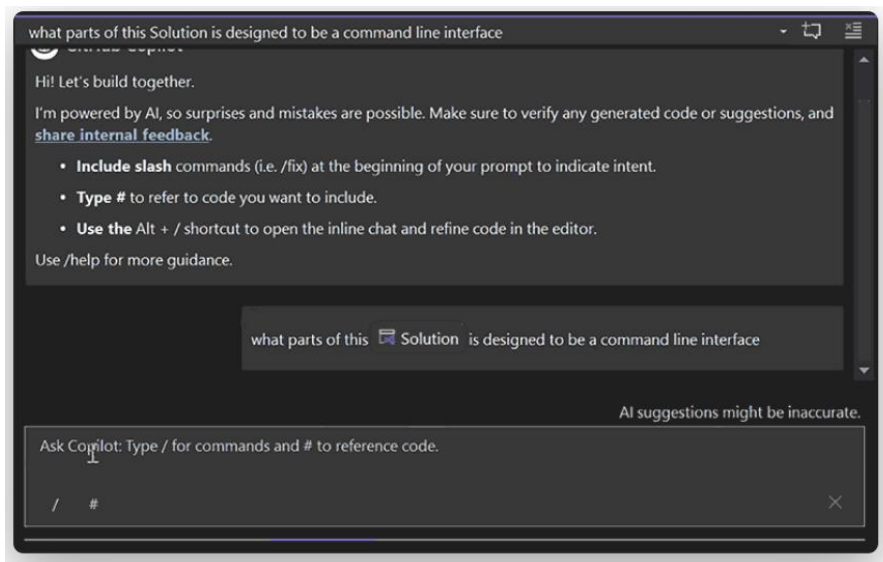 what parts of this Solution is designed to be a command line interface
GitHub Copilot
Hi! Let's build together.
I'm powered by AI, so surprises and mistakes are possible. Make sure to verify any generated code or suggestions, and
share internal feedback.
• Include slash commands (i.e. /fix) at the beginning of your prompt to indicate intent.
• Type # to refer to code you want to include.
• Use the Alt + / shortcut to open the inline chat and refine code in the editor.
Use /help for more guidance.
what parts of this Solution is designed to be a command line interface
AI suggestions might be inaccurate.
Ask Copilot: Type / for commands and # to reference code.
/ #